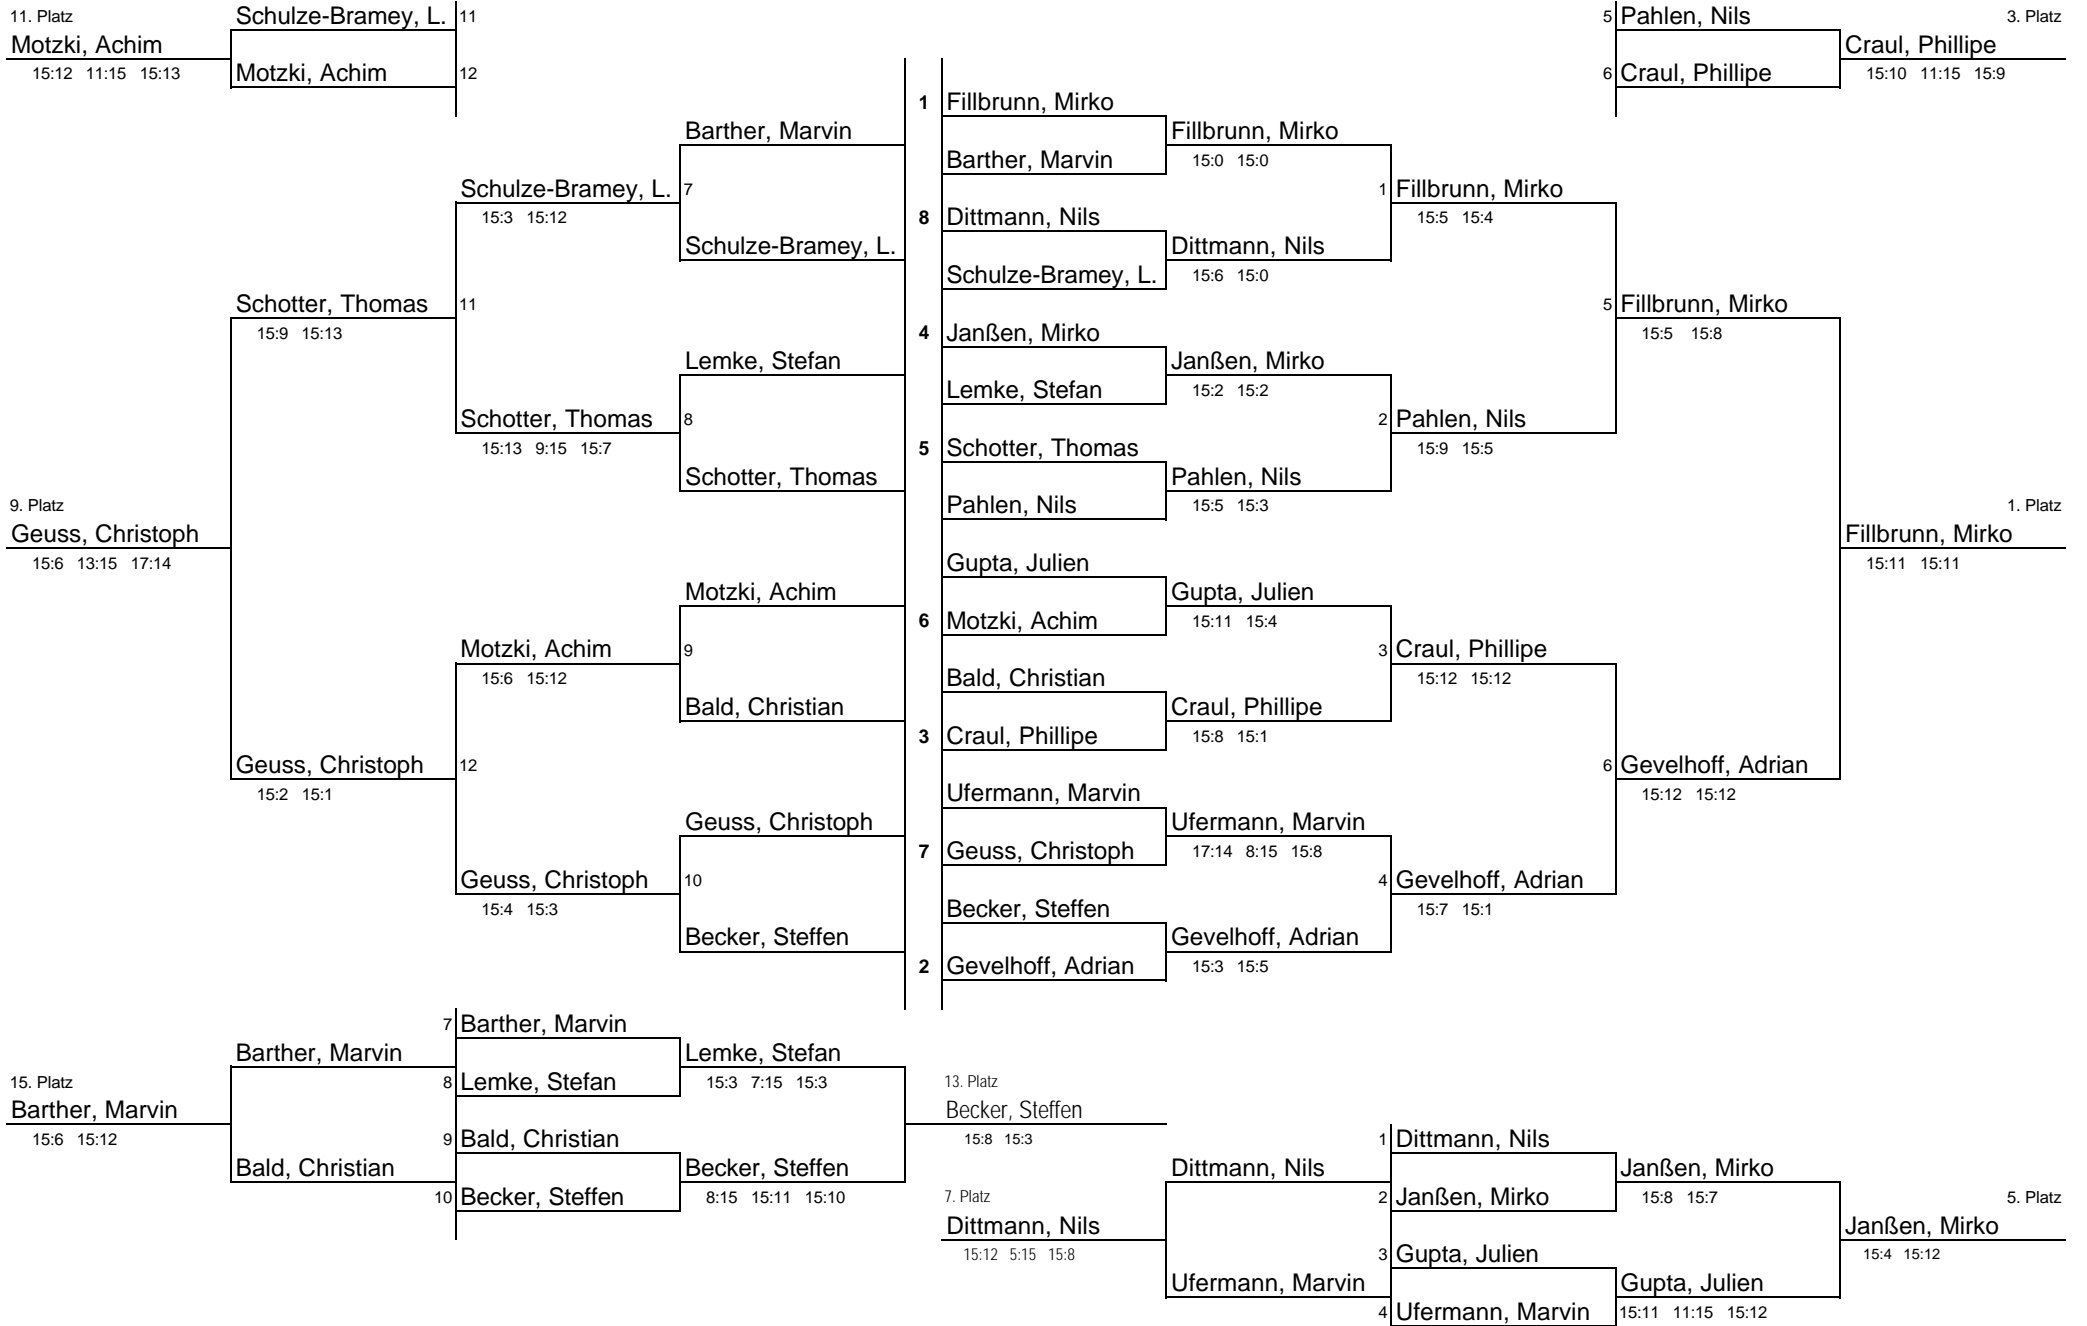 11. Platz
Schulze-Bramey, L. 11
5 Pahlen, Nils
3. Platz
Motzki, Achim
Craul, Phillipe
15:12 11:15 15:13
Motzki, Achim 12
6 Craul, Phillipe
15:10 11:15 15:9
1 Fillbrunn, Mirko
Barther, Marvin
Fillbrunn, Mirko
Barther, Marvin
15:0 15:0
Schulze-Bramey, L. 7
1 Fillbrunn, Mirko
15:3 15:12
8 Dittmann, Nils
15:5 15:4
Schulze-Bramey, L.
Dittmann, Nils
Schulze-Bramey, L.
15:6 15:0
Schotter, Thomas 11
5 Fillbrunn, Mirko
15:9 15:13
4 Janßen, Mirko
15:5 15:8
Lemke, Stefan
Janßen, Mirko
Lemke, Stefan
15:2 15:2
Schotter, Thomas 8
2 Pahlen, Nils
15:13 9:15 15:7
5 Schotter, Thomas
15:9 15:5
Schotter, Thomas
Pahlen, Nils
9. Platz
Pahlen, Nils
15:5 15:3
1. Platz
Geuss, Christoph
Fillbrunn, Mirko
15:6 13:15 17:14
Gupta, Julien
15:11 15:11
Motzki, Achim
Gupta, Julien
6 Motzki, Achim
15:11 15:4
Motzki, Achim 9
3 Craul, Phillipe
15:6 15:12
Bald, Christian
15:12 15:12
Bald, Christian
Craul, Phillipe
3 Craul, Phillipe
15:8 15:1
Geuss, Christoph 12
6 Gevelhoff, Adrian
15:2 15:1
Ufermann, Marvin
15:12 15:12
Geuss, Christoph
Ufermann, Marvin
7 Geuss, Christoph
17:14 8:15 15:8
Geuss, Christoph 10
4 Gevelhoff, Adrian
15:4 15:3
Becker, Steffen
15:7 15:1
Becker, Steffen
Gevelhoff, Adrian
2 Gevelhoff, Adrian
15:3 15:5
7 Barther, Marvin
Barther, Marvin
Lemke, Stefan
15. Platz
8 Lemke, Stefan
15:3 7:15 15:3
13. Platz
Barther, Marvin
Becker, Steffen
15:6 15:12
9 Bald, Christian
15:8 15:3
1 Dittmann, Nils
Bald, Christian
Becker, Steffen
Dittmann, Nils
Janßen, Mirko
10 Becker, Steffen
8:15 15:11 15:10
7. Platz
2 Janßen, Mirko
15:8 15:7
5. Platz
Dittmann, Nils
Janßen, Mirko
15:12 5:15 15:8
3 Gupta, Julien
15:4 15:12
Ufermann, Marvin
Gupta, Julien
4 Ufermann, Marvin
15:11 11:15 15:12